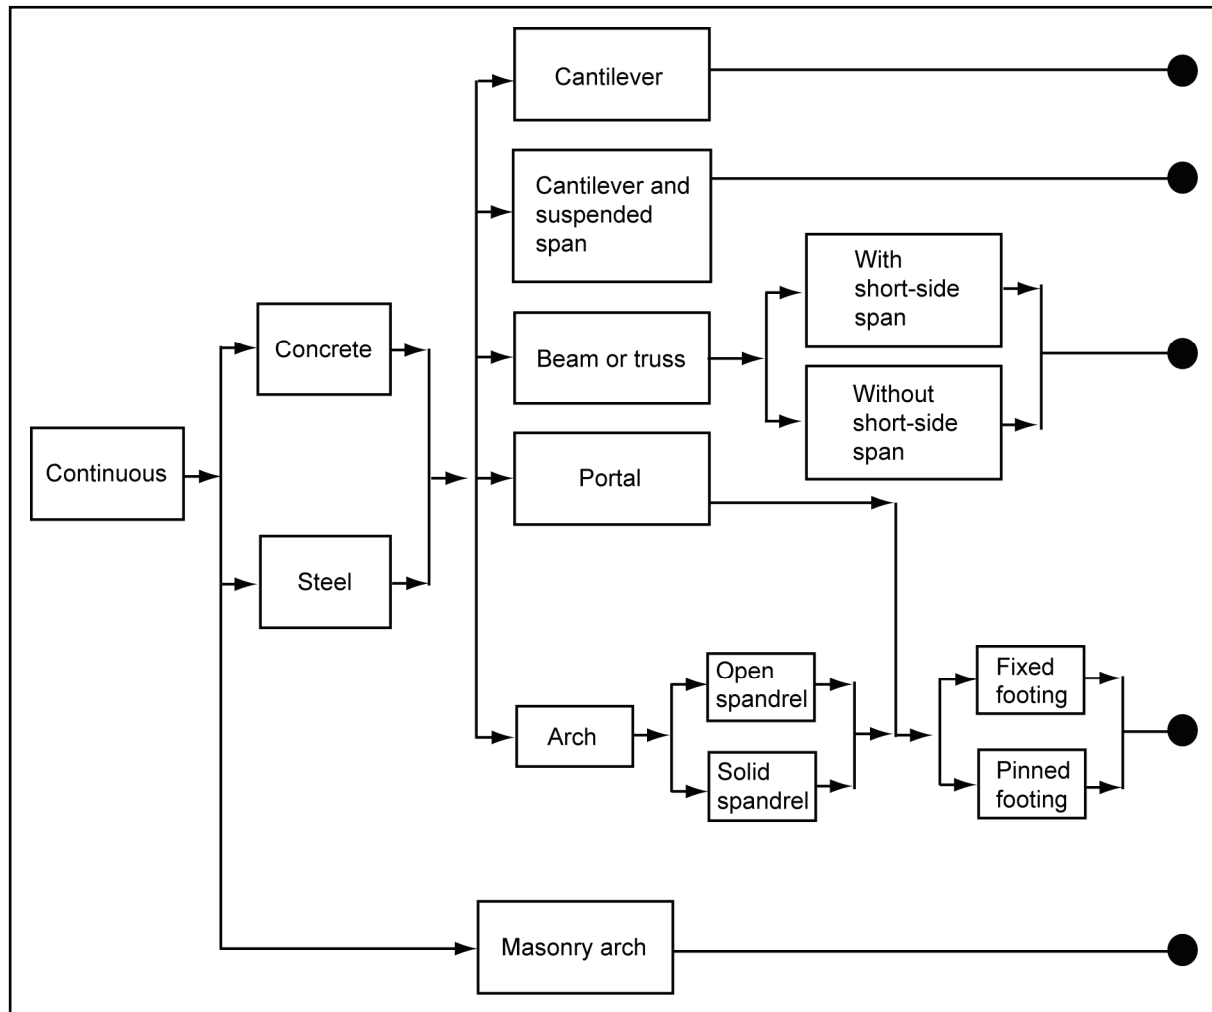 Cantilever
Cantilever and
suspended
span
With
short-side
span
Concrete
Beam or truss
Without
short-side
span
Continuous
Portal
Steel
Open
spandrel
Fixed
footing
Arch
Solid
spandrel
Pinned
footing
Masonry arch